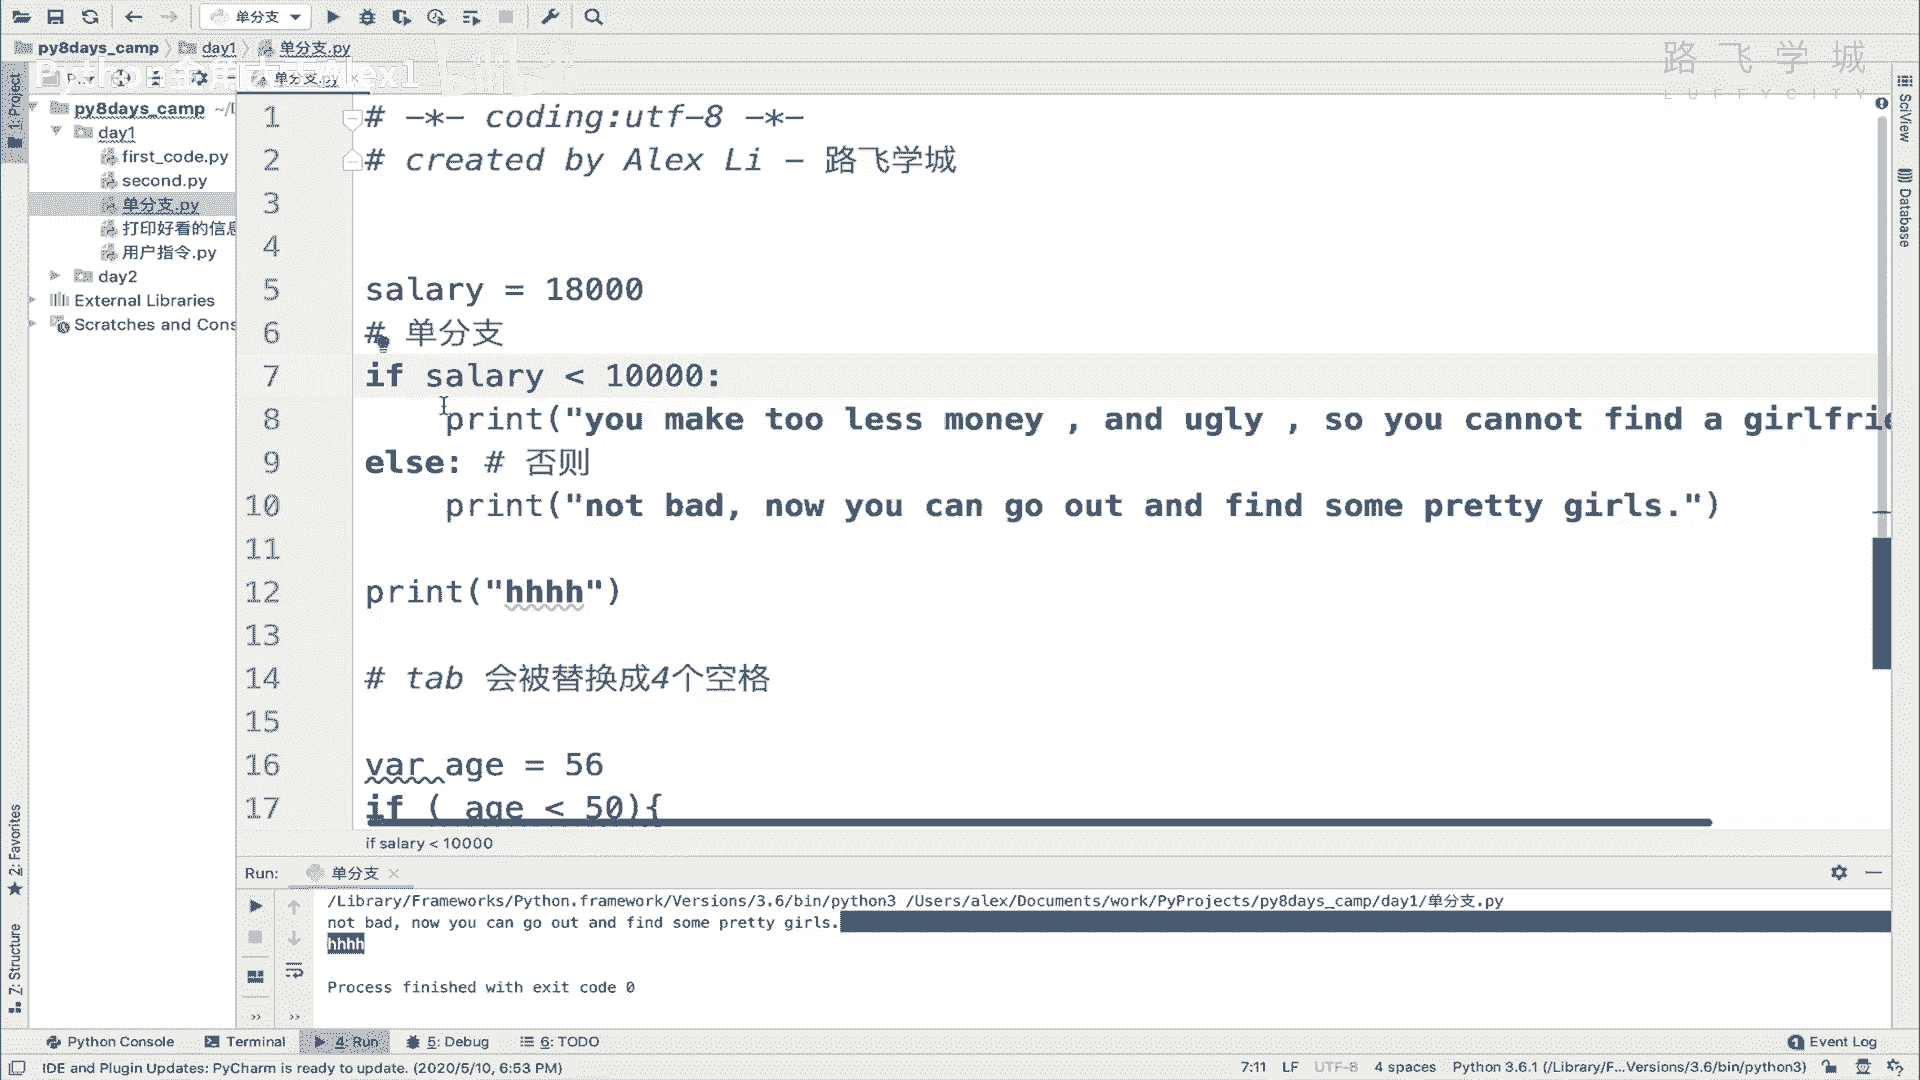 单分支
py8days_camp
day1
单分支.py
路飞学城
LUFFYCITY
P...
单分支.py
1: Project
py8days_camp
day1
first_code.py
second.py
单分支.py
打印好看的信息
用户指令.py
day2
External Libraries
Scratches and Cons
1 # -*- coding:utf-8 -*-
2 # created by Alex Li - 路飞学城
3
4
5 salary = 18000
6 # 单分支
7 if salary < 10000:
8 print("you make too less money , and ugly , so you cannot find a girlfrie
9 else: # 否则
10 print("not bad, now you can go out and find some pretty girls.")
11
12 print("hhhh")
13
14 # tab 会被替换成4个空格
15
16 var age = 56
17 if ( age < 50){
if salary < 10000
SciView
Database
2: Favorites
7: Structure
Run: 单分支
/Library/Frameworks/Python.framework/Versions/3.6/bin/python3 /Users/alex/Documents/work/PyProjects/py8days_camp/day1/单分支.py
not bad, now you can go out and find some pretty girls.
hhhh
Process finished with exit code 0
Python Console
Terminal
4: Run
5: Debug
6: TODO
Event Log
IDE and Plugin Updates: PyCharm is ready to update. (2020/5/10, 6:53 PM)
7:11 LF UTF-8 4 spaces Python 3.6.1 (/Library/F...Versions/3.6/bin/python3)